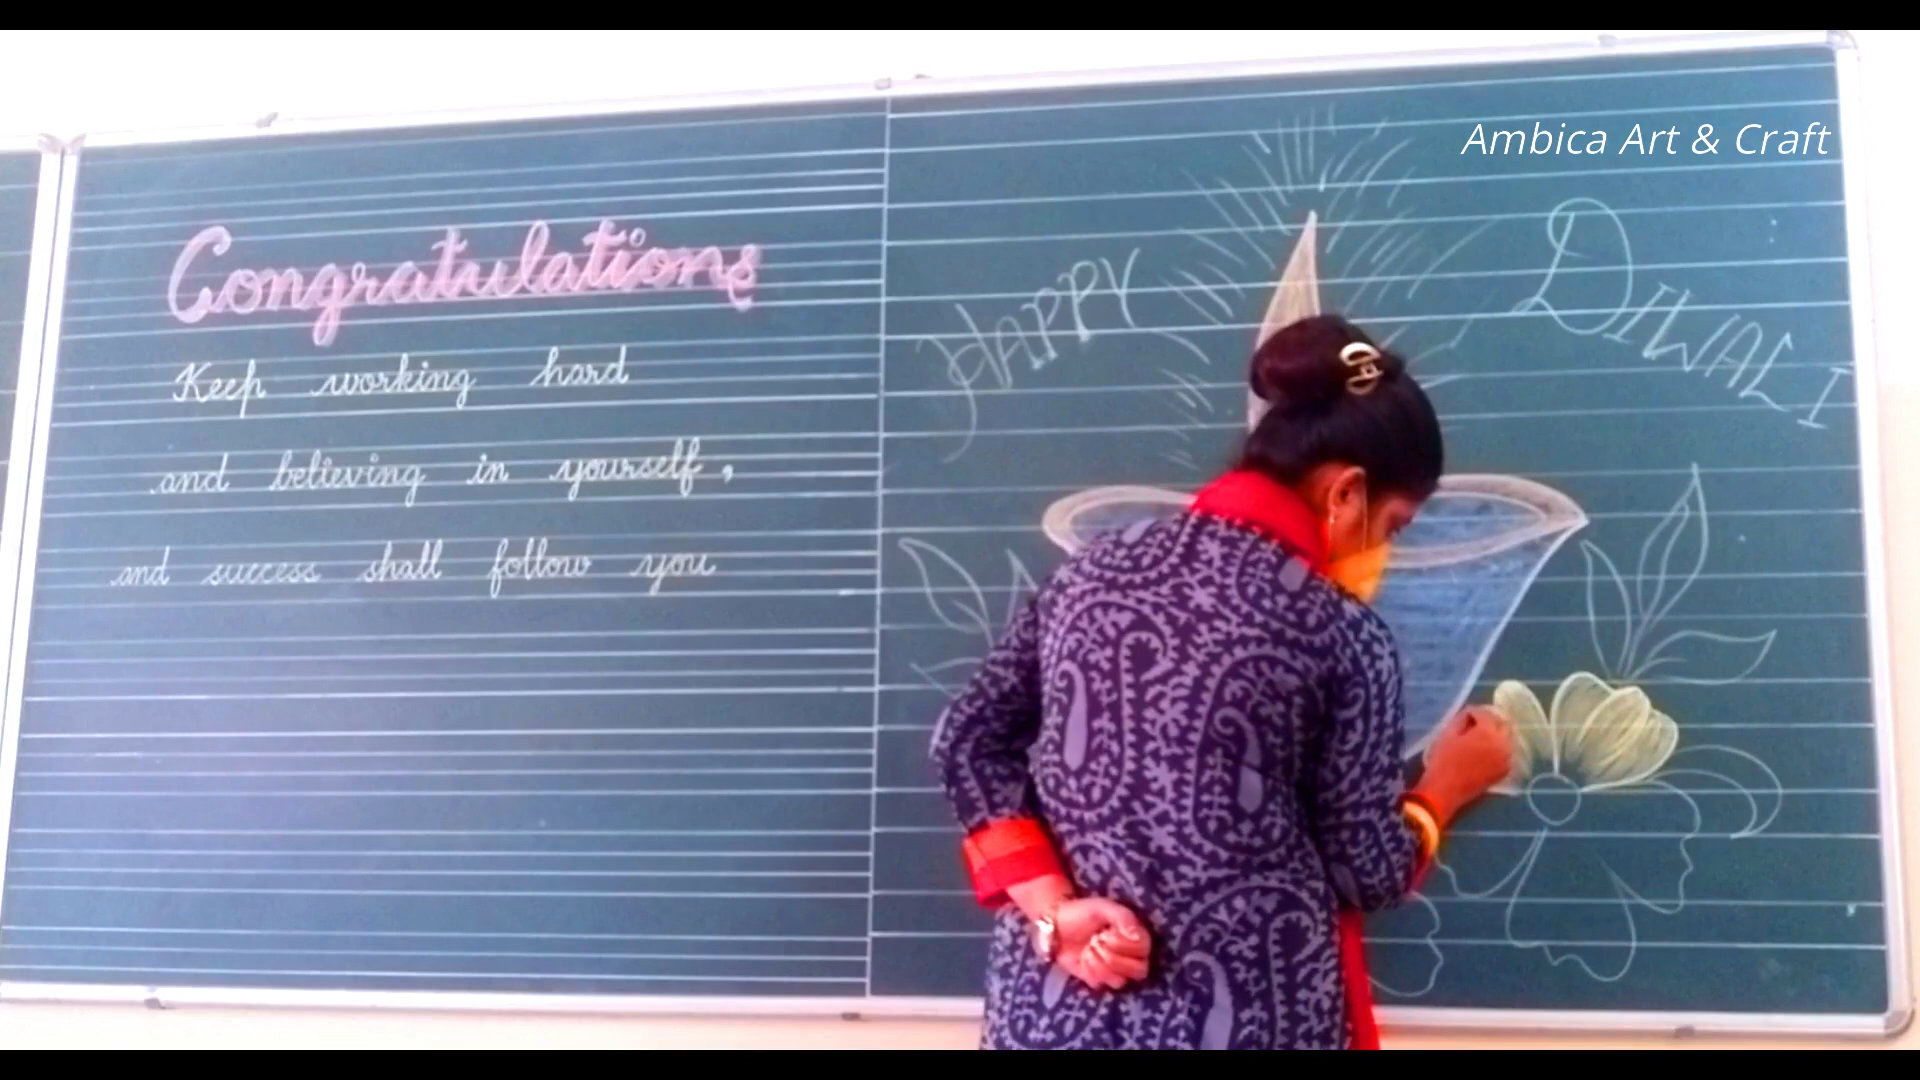 Congratulations
Keep working hard
and believing in yourself,
and success shall follow you
HAPPY DIWALI
Ambica Art & Craft